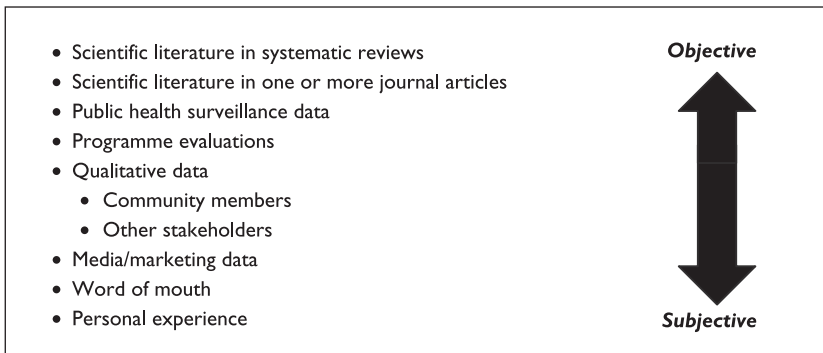 • Scientific literature in systematic reviews
• Scientific literature in one or more journal articles
• Public health surveillance data
• Programme evaluations
• Qualitative data
• Community members
• Other stakeholders
• Media/marketing data
• Word of mouth
• Personal experience
Objective
Subjective